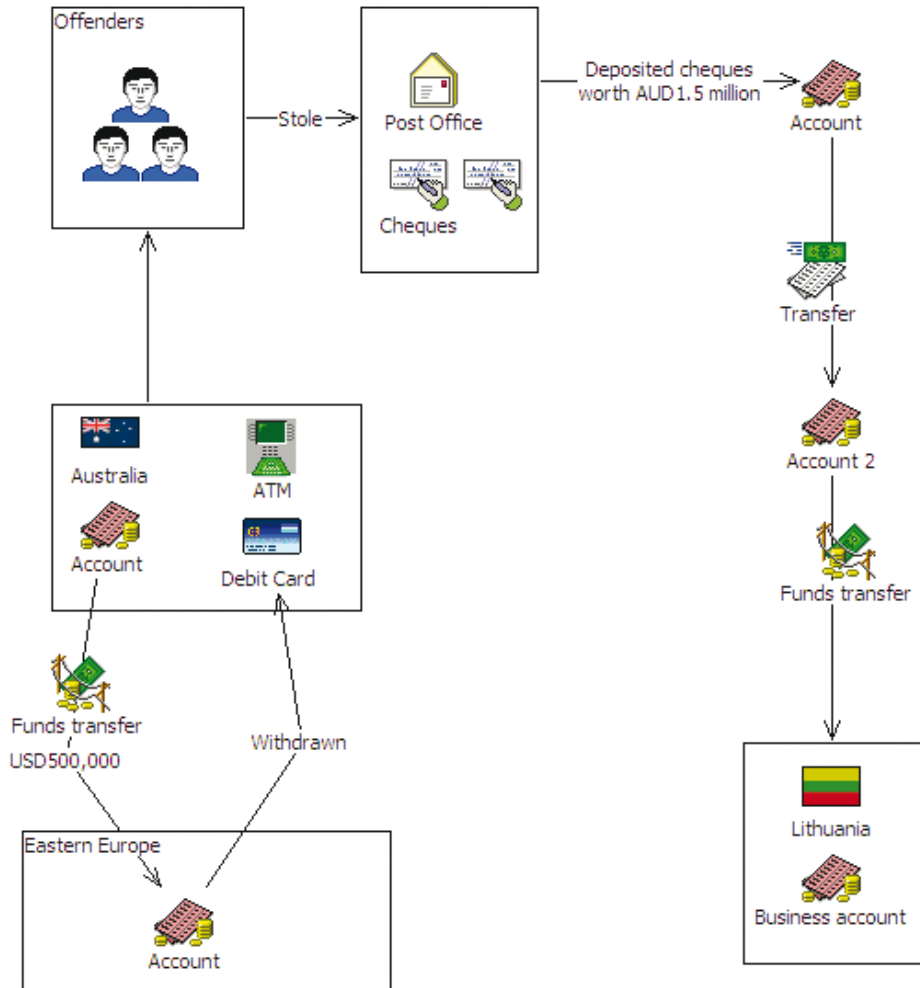 Offenders
Stole
Post Office
Cheques
Deposited cheques
worth AUD1.5 million
Account
Transfer
Account 2
Funds transfer
Lithuania
Business account
Australia
ATM
Account
Debit Card
Funds transfer
USD500,000
Withdrawn
Eastern Europe
Account